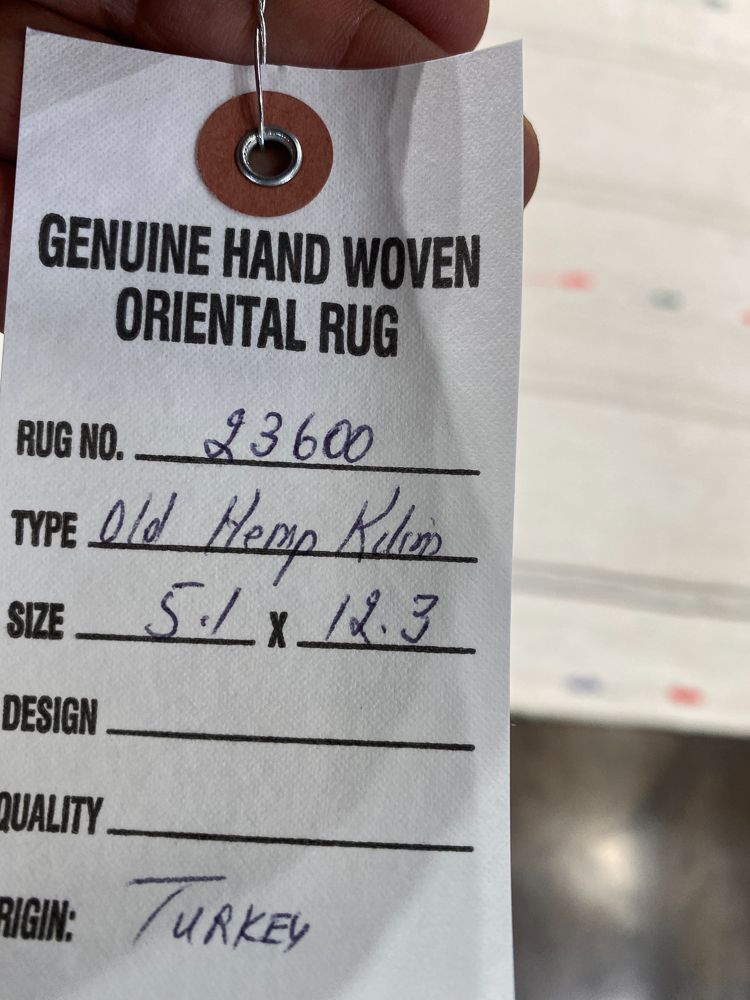 GENUINE HAND WOVEN
ORIENTAL RUG
RUG NO. 23600
TYPE Old Hemp Kilim
SIZE 5.1 X 12.3
DESIGN
QUALITY
RIGIN: TURKEY